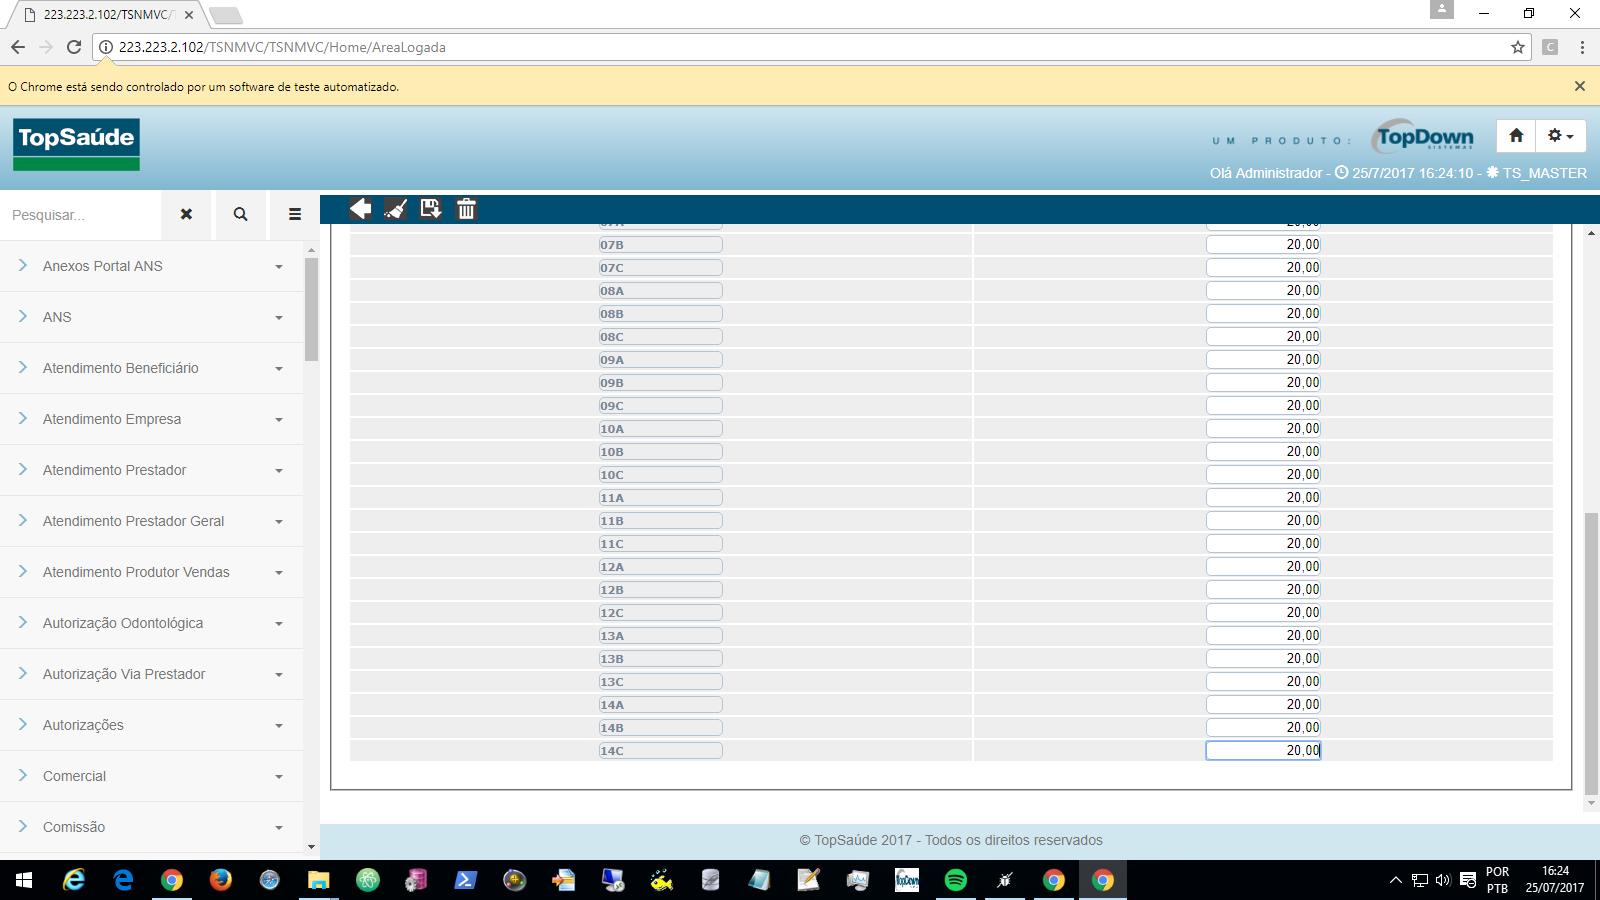 223.223.2.102/TSNMVC/T
223.223.2.102/TSNMVC/TSNMVC/Home/AreaLogada
C
O Chrome está sendo controlado por um software de teste automatizado.
TopSaúde
UM PRODUTO:
TopDown
SISTEMAS
Olá Administrador - 25/7/2017 16:24:10 - TS_MASTER
Pesquisar...
Anexos Portal ANS
ANS
Atendimento Beneficiário
Atendimento Empresa
Atendimento Prestador
Atendimento Prestador Geral
Atendimento Produtor Vendas
Autorização Odontológica
Autorização Via Prestador
Autorizações
Comercial
Comissão
07A 20,00
07B 20,00
07C 20,00
08A 20,00
08B 20,00
08C 20,00
09A 20,00
09B 20,00
09C 20,00
10A 20,00
10B 20,00
10C 20,00
11A 20,00
11B 20,00
11C 20,00
12A 20,00
12B 20,00
12C 20,00
13A 20,00
13B 20,00
13C 20,00
14A 20,00
14B 20,00
14C 20,00
© TopSaúde 2017 - Todos os direitos reservados
TopDown
POR
PTB
16:24
25/07/2017